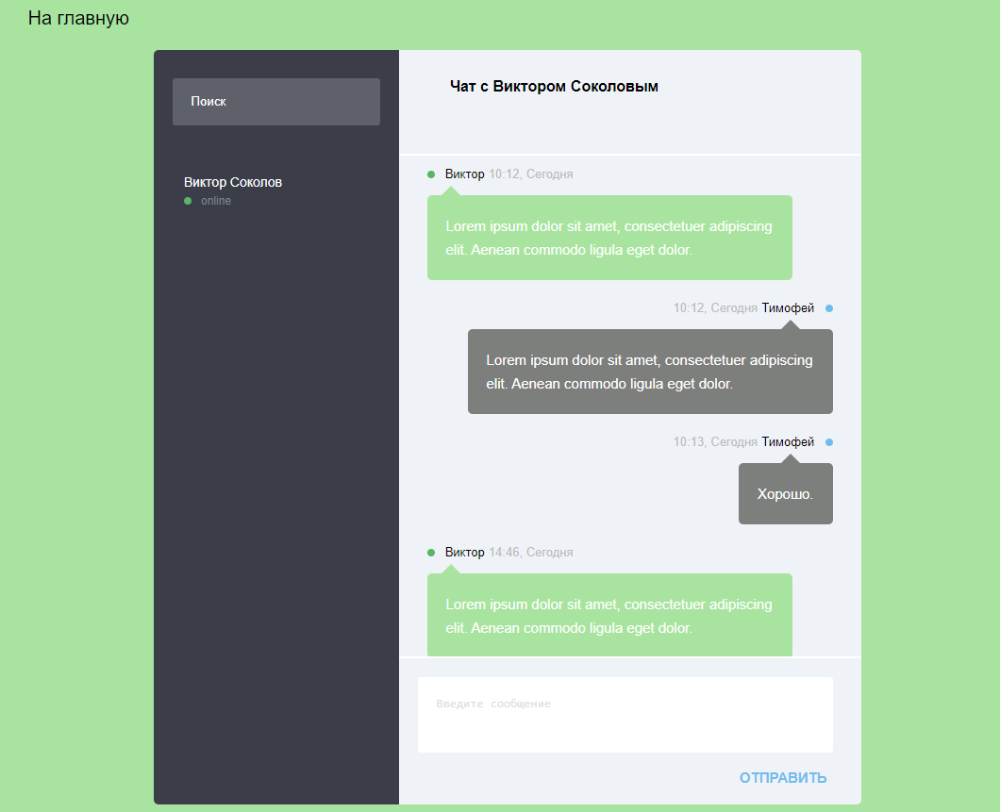 На главную
Поиск
Виктор Соколов
online
Чат с Виктором Соколовым
Виктор 10:12, Сегодня
Lorem ipsum dolor sit amet, consectetuer adipiscing
elit. Aenean commodo ligula eget dolor.
10:12, Сегодня Тимофей
Lorem ipsum dolor sit amet, consectetuer adipiscing
elit. Aenean commodo ligula eget dolor.
10:13, Сегодня Тимофей
Хорошо.
Виктор 14:46, Сегодня
Lorem ipsum dolor sit amet, consectetuer adipiscing
elit. Aenean commodo ligula eget dolor.
Введите сообщение
ОТПРАВИТЬ